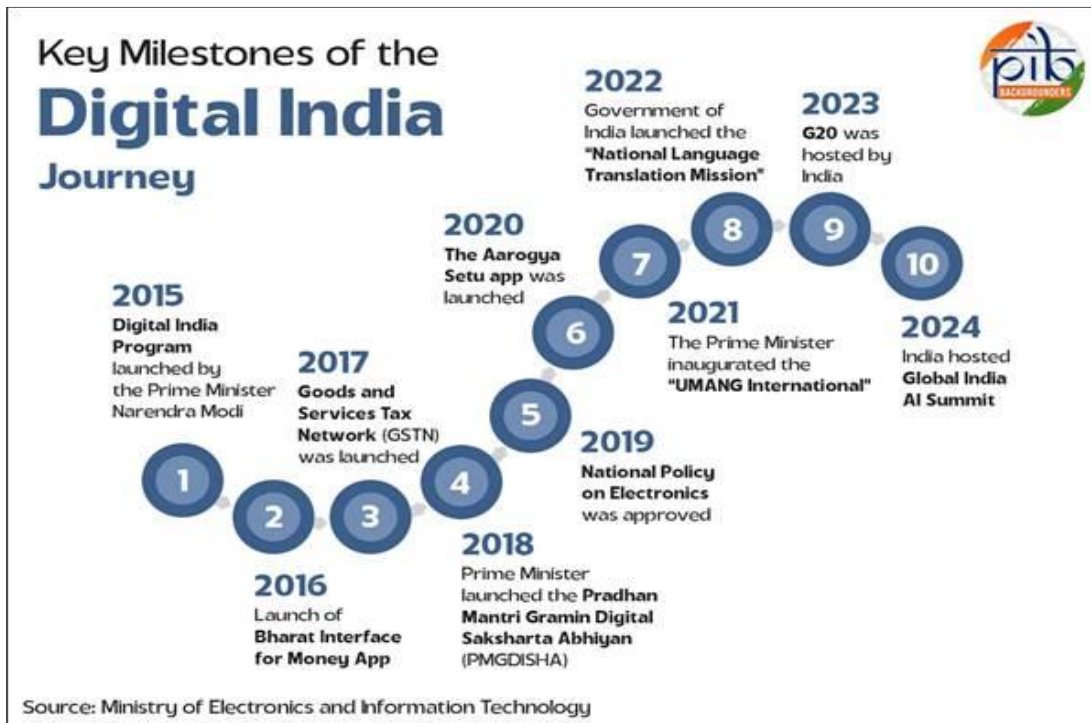 Key Milestones of the
Digital India
Journey
pib
BACKGROUNDERS
1
2015
Digital India
Program
launched by
the Prime Minister
Narendra Modi
2
2016
Launch of
Bharat Interface
for Money App
3
2017
Goods and
Services Tax
Network (GSTN)
was launched
4
2018
Prime Minister
launched the Pradhan
Mantri Gramin Digital
Saksharta Abhiyan
(PMGDISHA)
5
2019
National Policy
on Electronics
was approved
6
2020
The Aarogya
Setu app was
launched
7
2021
The Prime Minister
inaugurated the
"UMANG International"
8
2022
Government of
India launched the
"National Language
Translation Mission"
9
2023
G20 was
hosted by
India
10
2024
India hosted
Global India
AI Summit
Source: Ministry of Electronics and Information Technology